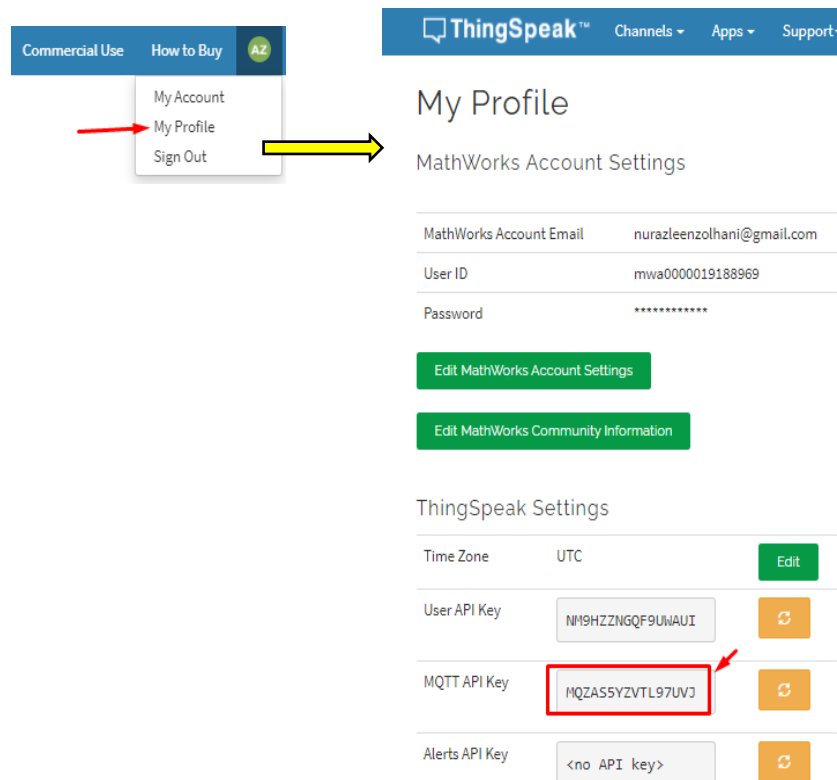 Commercial Use How to Buy AZ
My Account
My Profile
Sign Out
ThingSpeak™ Channels Apps Support
My Profile
MathWorks Account Settings
MathWorks Account Email nurazleenzolhani@gmail.com
User ID mwa0000019188969
Password ************
Edit MathWorks Account Settings
Edit MathWorks Community Information
ThingSpeak Settings
Time Zone UTC Edit
User API Key NM9HZZNGQF9UWAUI
MQTT API Key MQZAS5YZVTL97UVJ
Alerts API Key <no API key>